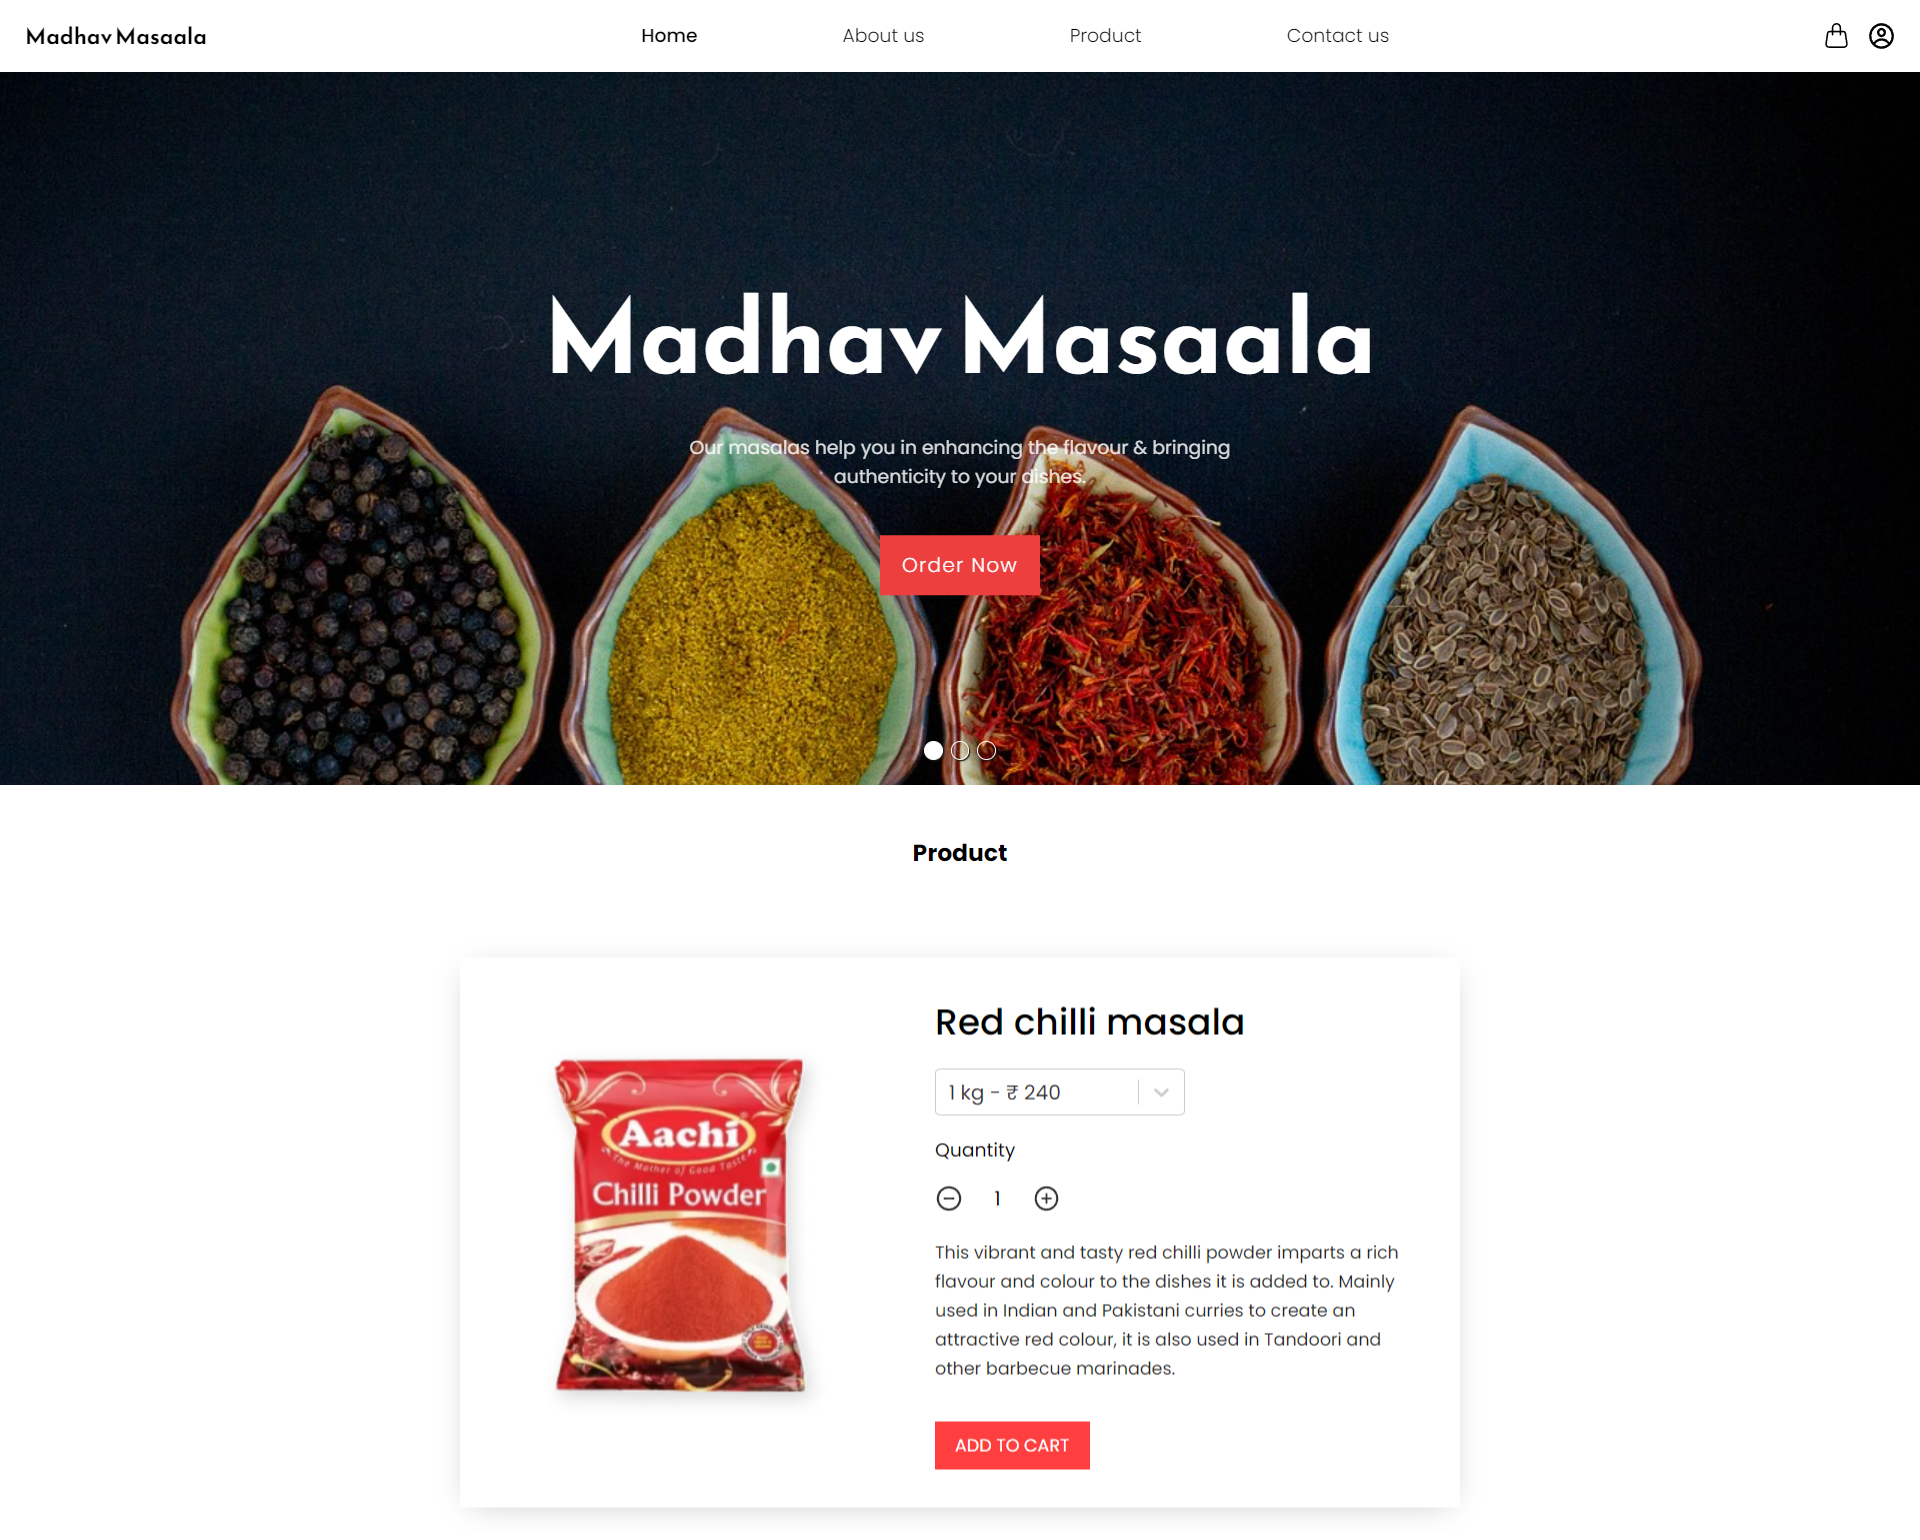 Madhav Masaala
Home
About us
Product
Contact us
Madhav Masaala
Our masalas help you in enhancing the flavour & bringing
authenticity to your dishes.
Order Now
Product
Red chilli masala
1 kg - ₹ 240
Quantity
1
This vibrant and tasty red chilli powder imparts a rich
flavour and colour to the dishes it is added to. Mainly
used in Indian and Pakistani curries to create an
attractive red colour, it is also used in Tandoori and
other barbecue marinades.
ADD TO CART
Aachi
The Mother of Good Taste
Chilli Powder